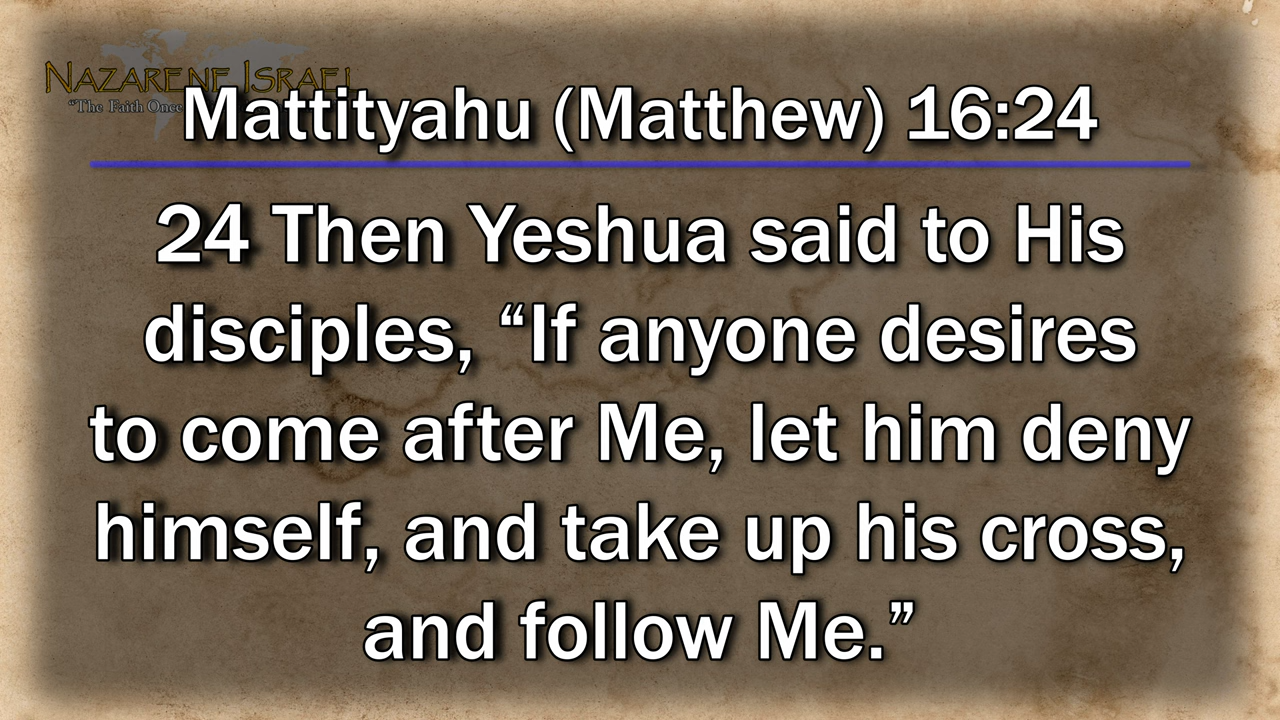 NAZARENE ISRAEL
“The Faith Once
Mattityahu (Matthew) 16:24
24 Then Yeshua said to His
disciples, “If anyone desires
to come after Me, let him deny
himself, and take up his cross,
and follow Me.”